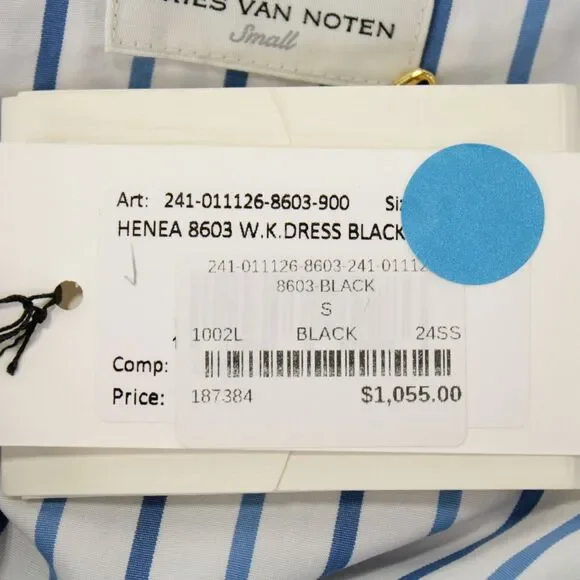 VAN NOTEN
Small
Art: 241-011126-8603-900
HENEA 8603 W.K.DRESS BLACK
241-011126-8603-241-01112
8603-BLACK
S
1002L BLACK 24SS
Comp:
Price: 187384 $1,055.00